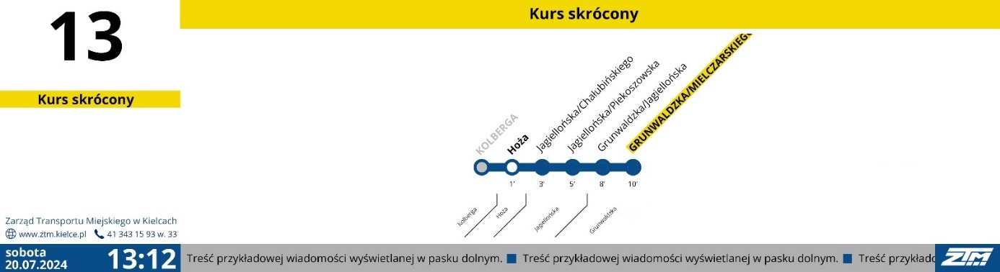 13
Kurs skrócony
Kurs skrócony
KOLBERGA
Hoża
Jagiellońska/Chałubińskiego
Jagiellońska/Piekoszowska
Grunwaldzka/Jagiellońska
GRUNWALDZKA/MIELCZARSKIEGO
1' 3' 5' 8' 10'
Kolberga Hoża Jagiellońska Grunwaldzka
Zarząd Transportu Miejskiego w Kielcach
www.ztm.kielce.pl 41 343 15 93 w. 33
sobota
20.07.2024
13:12
Treść przykładowej wiadomości wyświetlanej w pasku dolnym. Treść przykładowej wiadomości wyświetlanej w pasku dolnym. Treść przykłado
ZTM